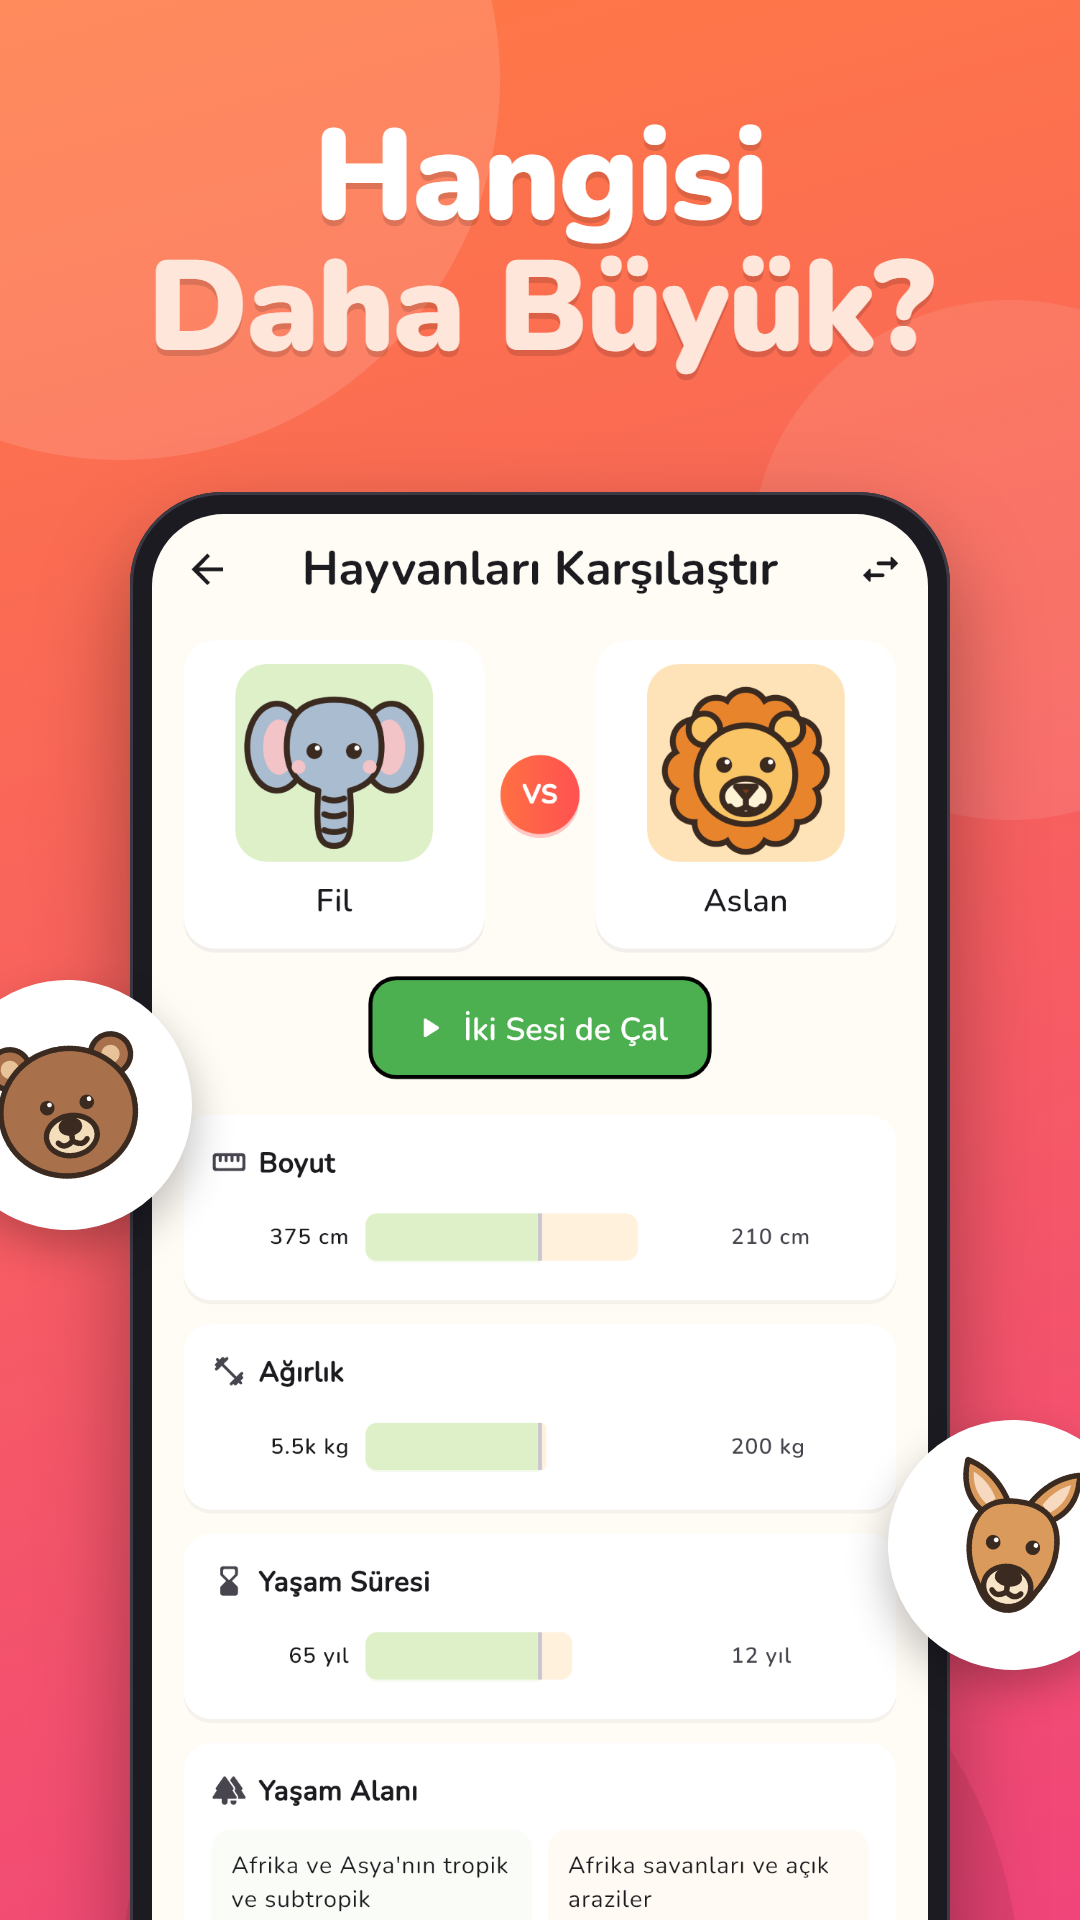 Hangisi
Daha Büyük?
Hayvanları Karşılaştır
Fil
VS
Aslan
İki Sesi de Çal
Boyut
375 cm
210 cm
Ağırlık
5.5k kg
200 kg
Yaşam Süresi
65 yıl
12 yıl
Yaşam Alanı
Afrika ve Asya'nın tropik
ve subtropik
Afrika savanları ve açık
araziler